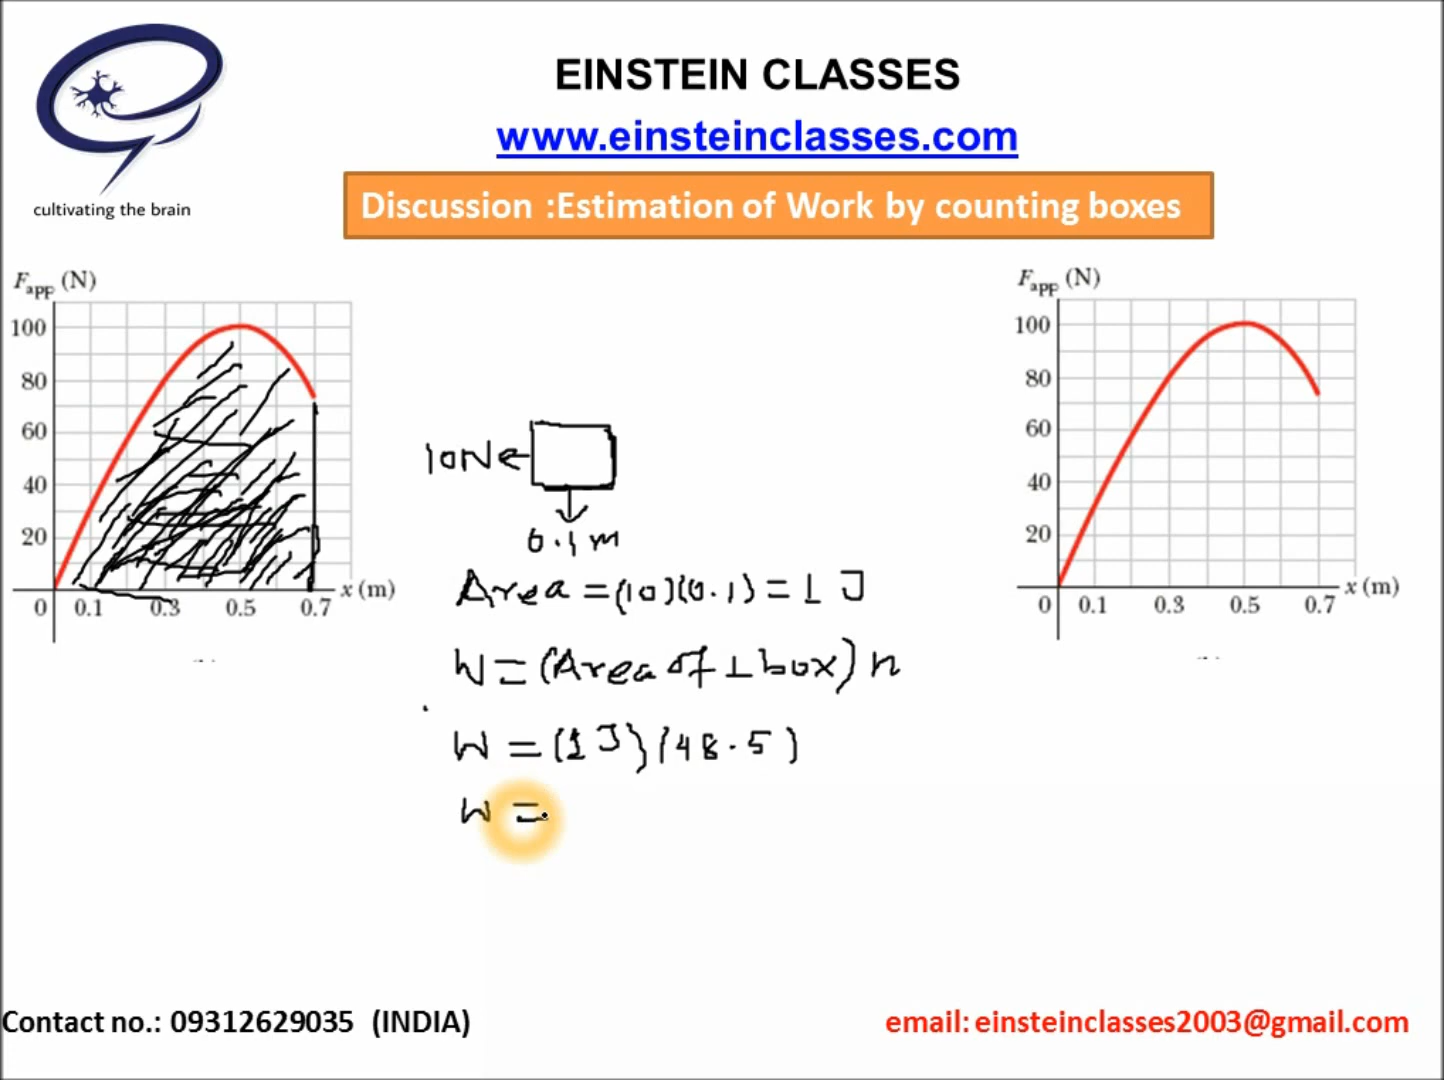 EINSTEIN CLASSES
www.einsteinclasses.com
cultivating the brain
Discussion :Estimation of Work by counting boxes
Fapp (N)
100
80
60
40
20
0 0.1 0.3 0.5 0.7 x (m)
10N
0.1 m
Area = (10)(0.1) = 1 J
W = (Area of 1 box) n
W = (1 J) (48.5)
W =
Fapp (N)
100
80
60
40
20
0 0.1 0.3 0.5 0.7 x (m)
Contact no.: 09312629035 (INDIA)
email: einsteinclasses2003@gmail.com